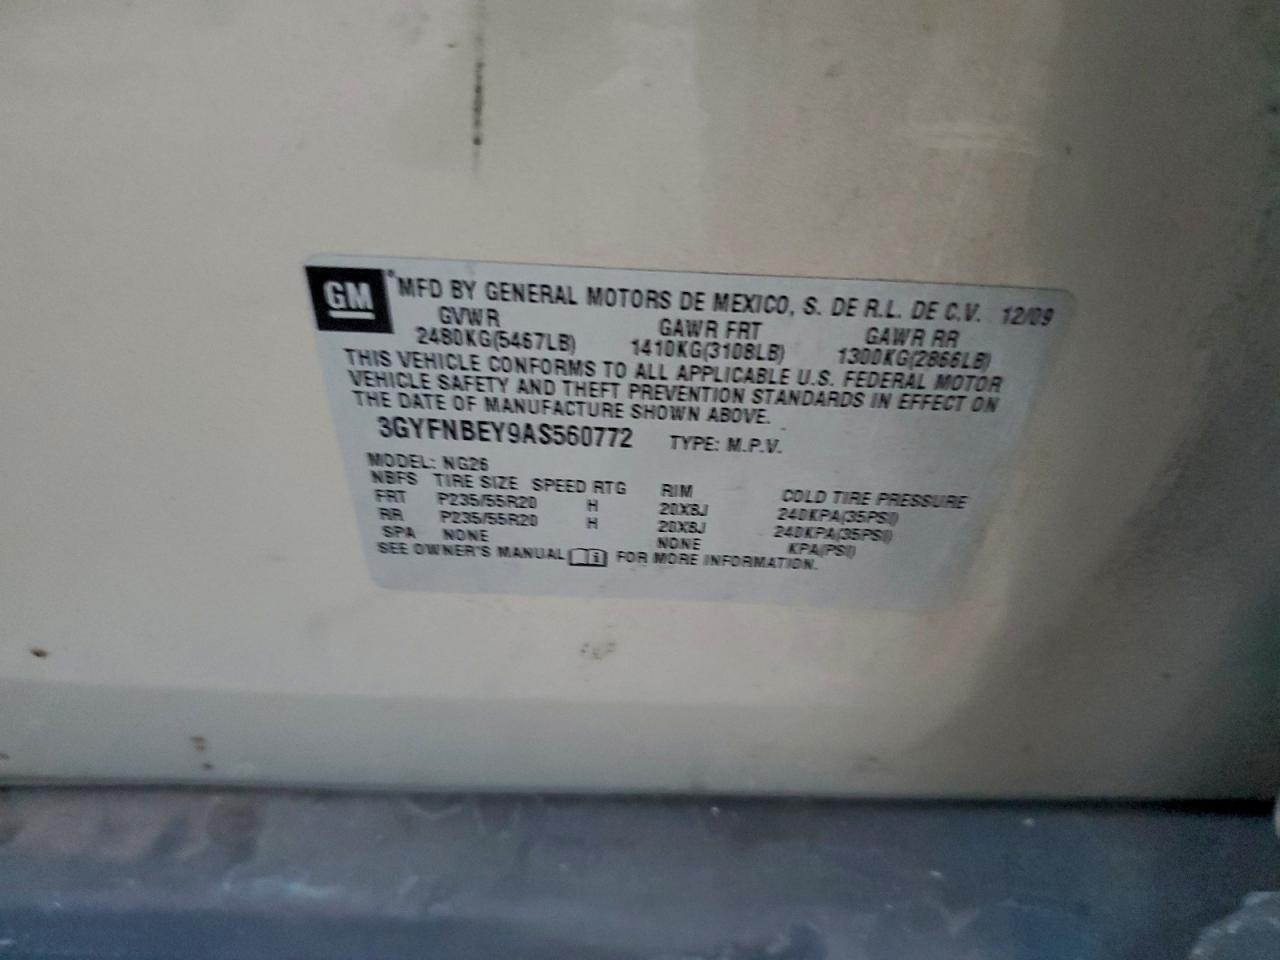 GM
MFD BY GENERAL MOTORS DE MEXICO, S. DE R.L. DE C.V. 12/09
GVWR GAWR FRT GAWR RR
2480KG(5467LB) 1410KG(3108LB) 1300KG(2866LB)
THIS VEHICLE CONFORMS TO ALL APPLICABLE U.S. FEDERAL MOTOR
VEHICLE SAFETY AND THEFT PREVENTION STANDARDS IN EFFECT ON
THE DATE OF MANUFACTURE SHOWN ABOVE.
3GYFNBEY9AS560772 TYPE: M.P.V.
MODEL: NG26
NBFS TIRE SIZE SPEED RTG RIM COLD TIRE PRESSURE
FRT P235/55R20 H 20X8J 240KPA(35PSI)
RR P235/55R20 H 20X8J 240KPA(35PSI)
SPA NONE NONE KPA(PSI)
SEE OWNER'S MANUAL FOR MORE INFORMATION.